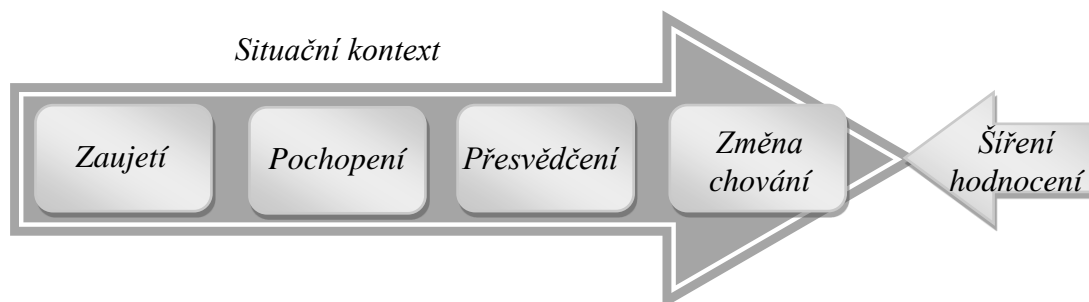 Situační kontext
Zaujetí
Pochopení
Přesvědčení
Změna
chování
Šíření
hodnocení